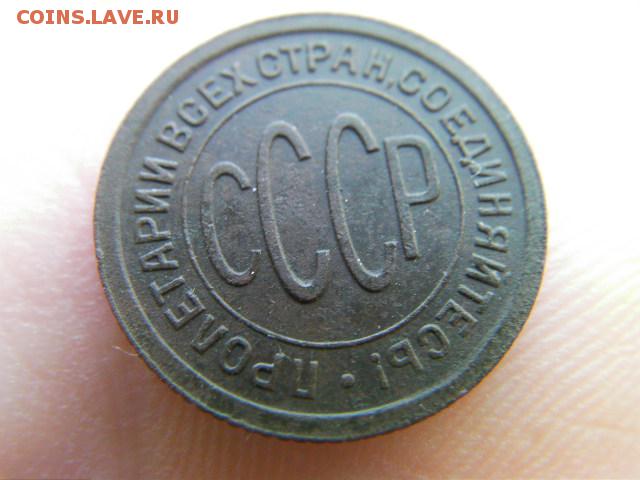 COINS.LAVE.RU
ПРОЛЕТАРИИ ВСЕХ СТРАН, СОЕДИНЯЙТЕСЬ! •
СССР